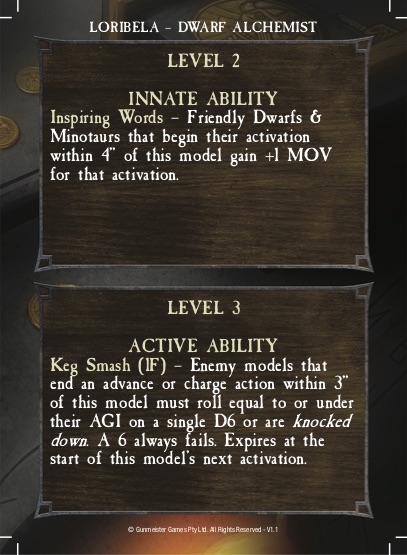 LORIBELA – DWARF ALCHEMIST
LEVEL 2
INNATE ABILITY
Inspiring Words – Friendly Dwarfs &
Minotaurs that begin their activation
within 4" of this model gain +1 MOV
for that activation.
LEVEL 3
ACTIVE ABILITY
Keg Smash (1F) – Enemy models that
end an advance or charge action within 3"
of this model must roll equal to or under
their AGI on a single D6 or are knocked
down. A 6 always fails. Expires at the
start of this model's next activation.
© Gunmeister Games Pty Ltd. All Rights Reserved - V1.1